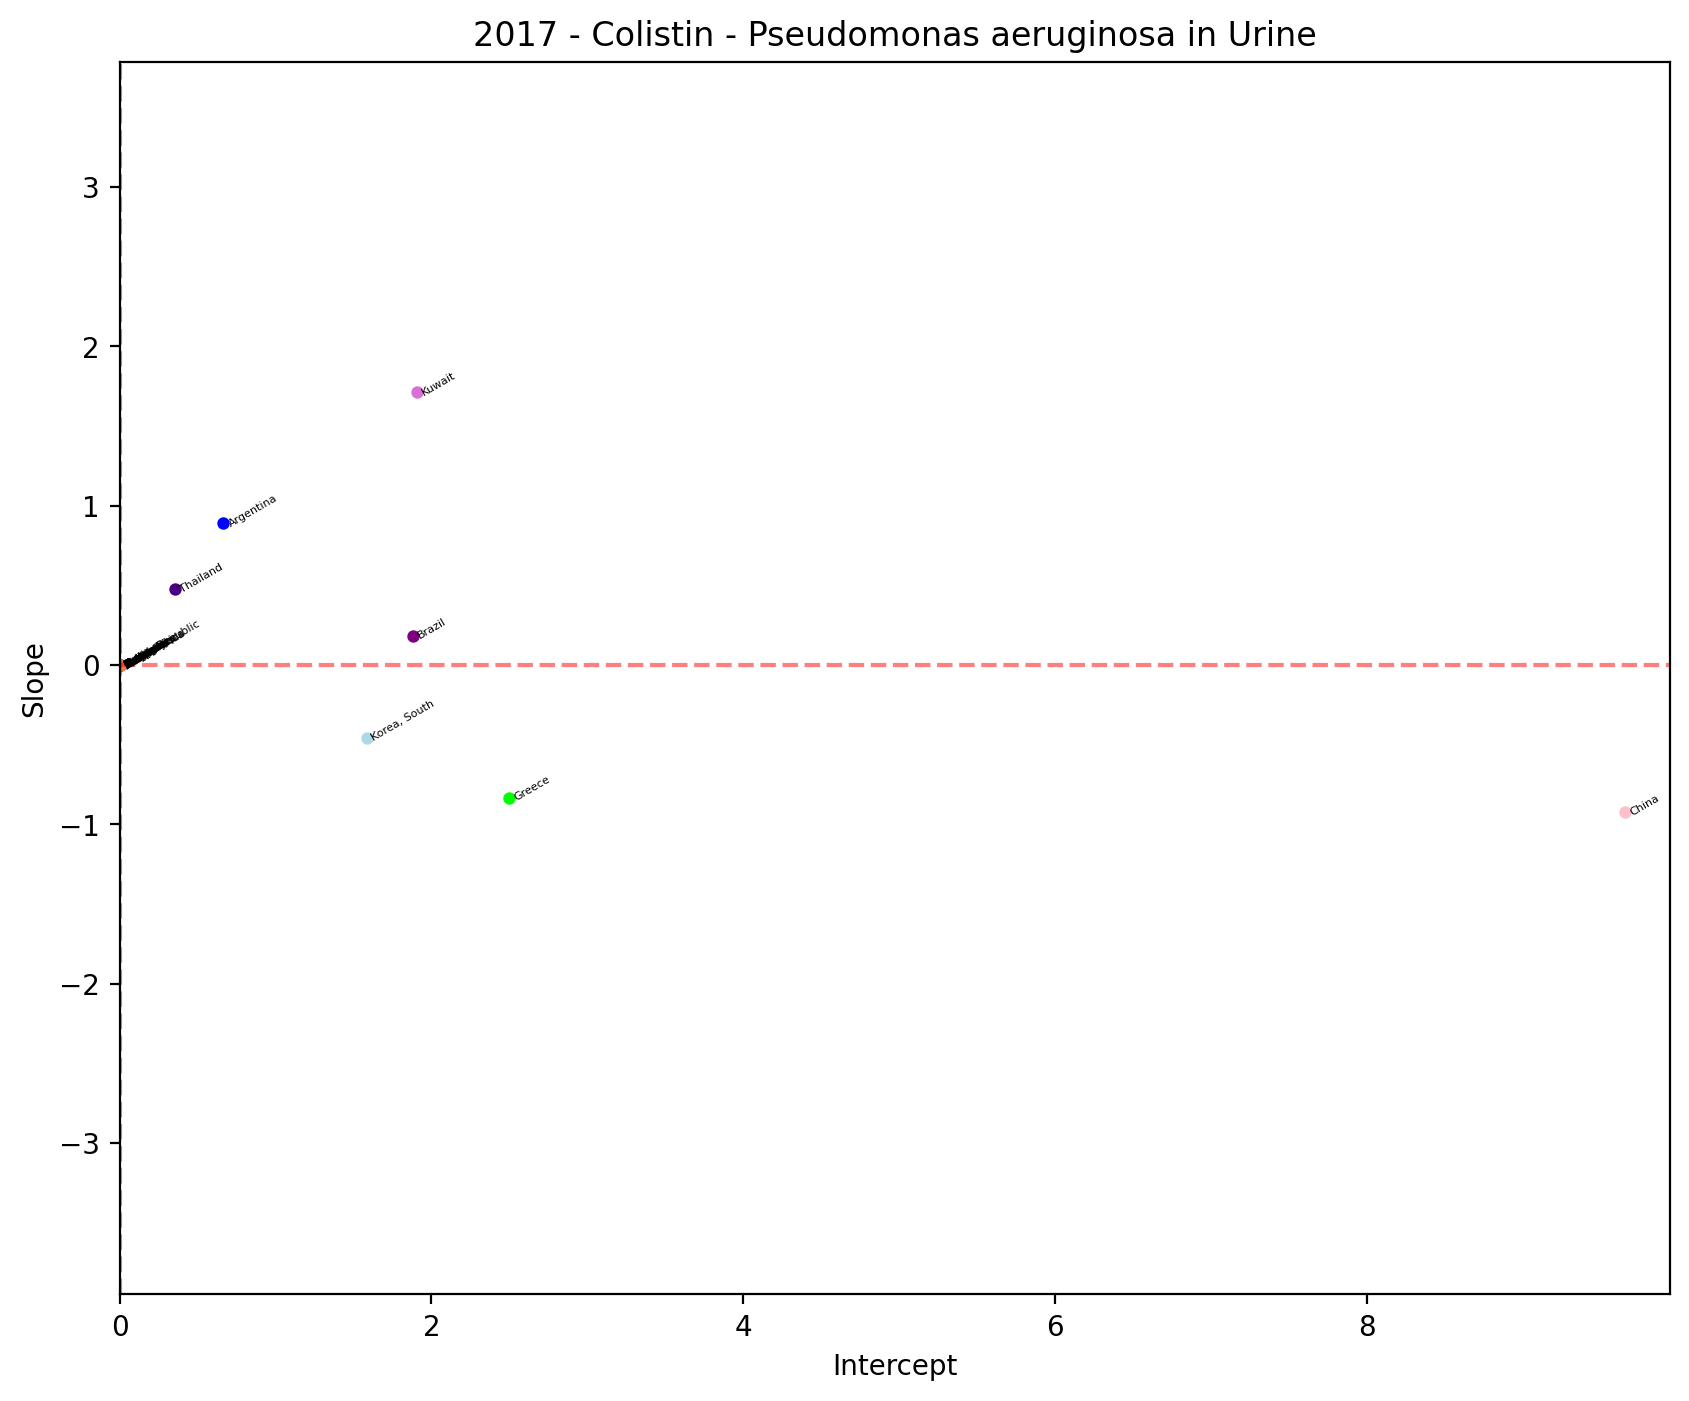 2017 - Colistin - Pseudomonas aeruginosa in Urine
3
2
1
0
−1
−2
−3
Slope
Kuwait
Argentina
Thailand
Brazil
Korea, South
Greece
China
0
2
4
6
8
Intercept